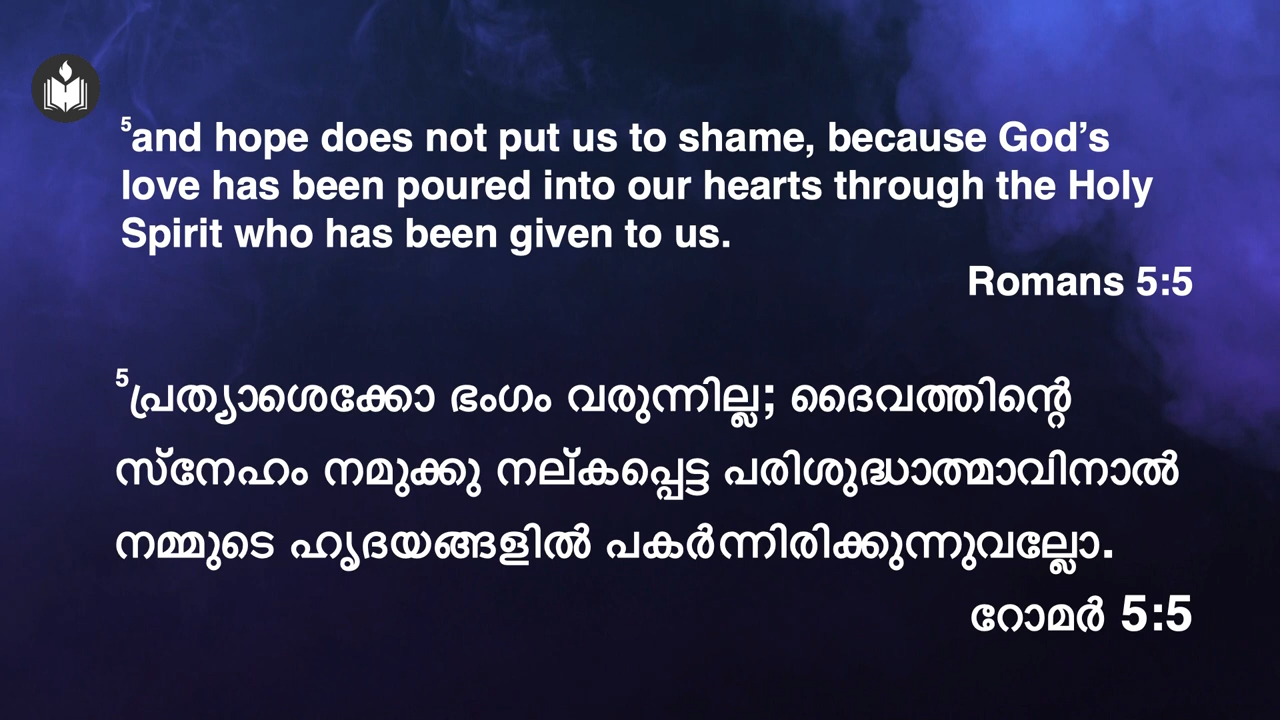 ⁵and hope does not put us to shame, because God’s
love has been poured into our hearts through the Holy
Spirit who has been given to us.
Romans 5:5
⁵പ്രത്യാശെക്കോ ഭംഗം വരുന്നില്ല; ദൈവത്തിന്റെ
സ്നേഹം നമുക്കു നല്കപ്പെട്ട പരിശുദ്ധാത്മാവിനാൽ
നമ്മുടെ ഹൃദയങ്ങളിൽ പകർന്നിരിക്കുന്നുവല്ലോ.
റോമർ 5:5